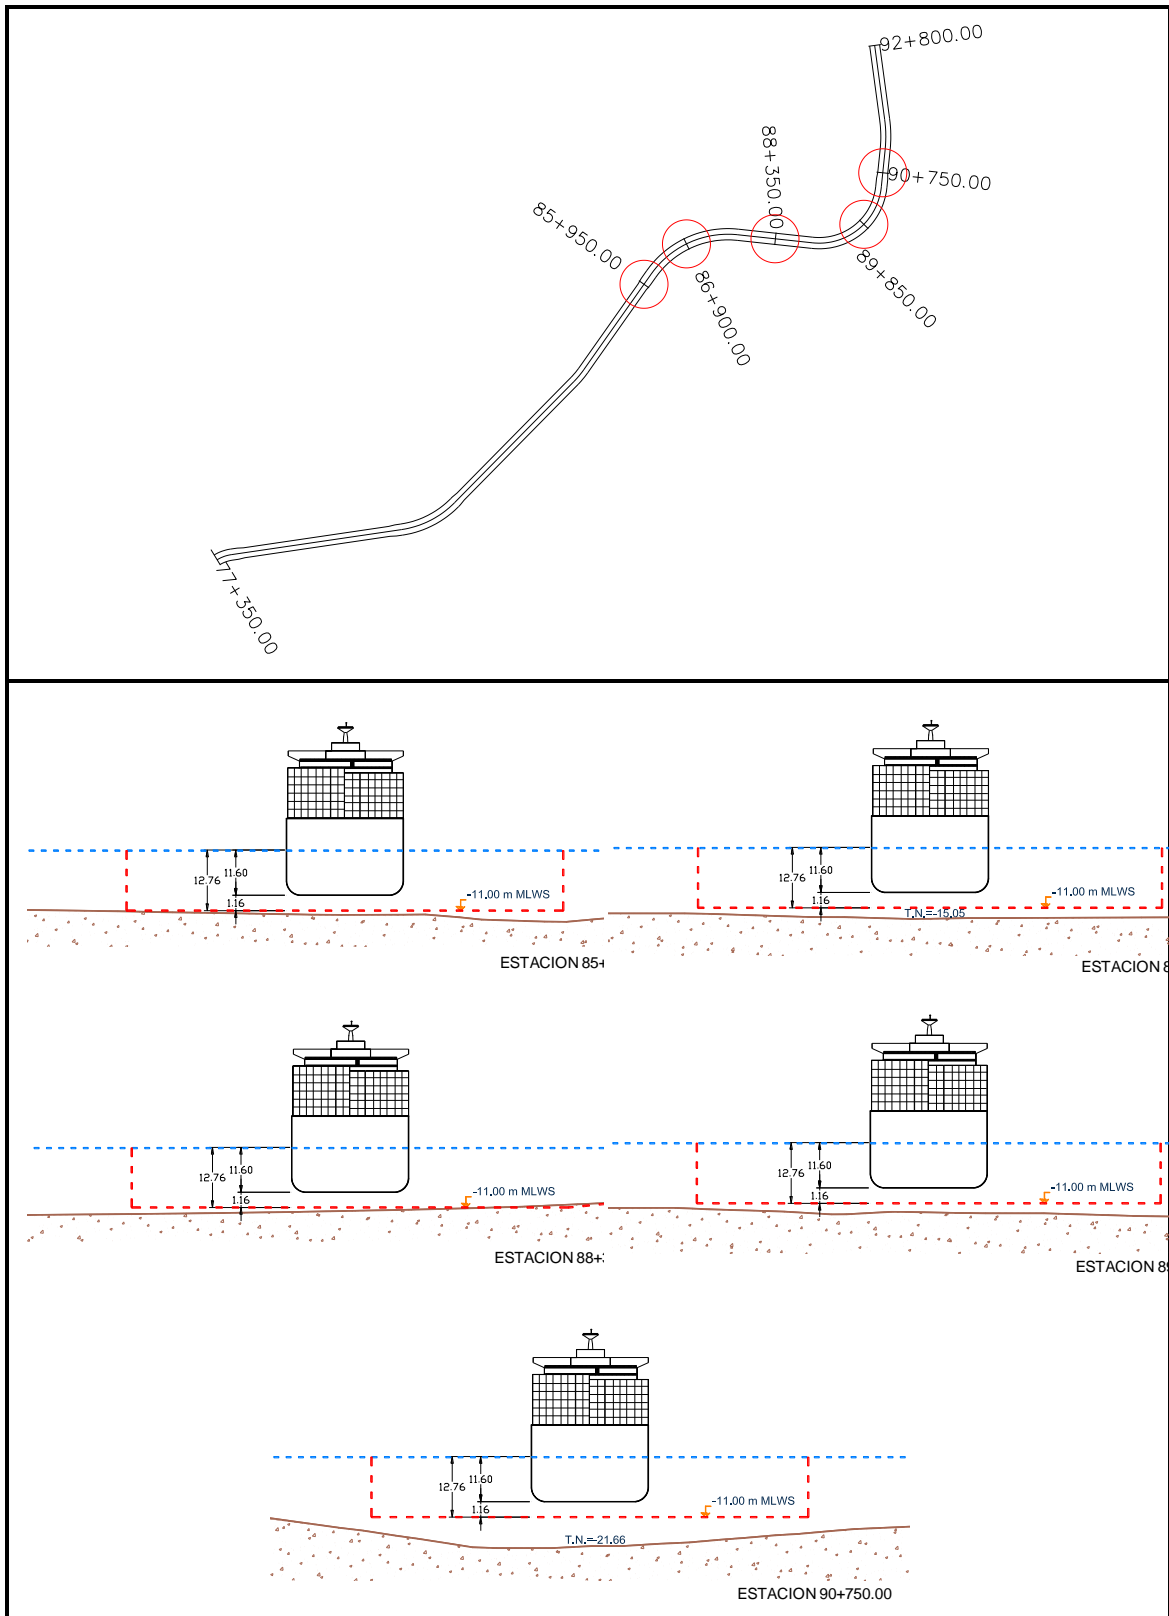 92+800.00
88+350.00
90+750.00
85+950.00
86+900.00
89+850.00
77+350.00
12.76
11.60
1.16
-11.00 m MLWS
ESTACION 85+
12.76
11.60
1.16
-11.00 m MLWS
T.N.=-15.05
ESTACION 8
12.76
11.60
1.16
-11.00 m MLWS
ESTACION 88+
12.76
11.60
1.16
-11.00 m MLWS
ESTACION 89
12.76
11.60
1.16
-11.00 m MLWS
T.N.=-21.66
ESTACION 90+750.00